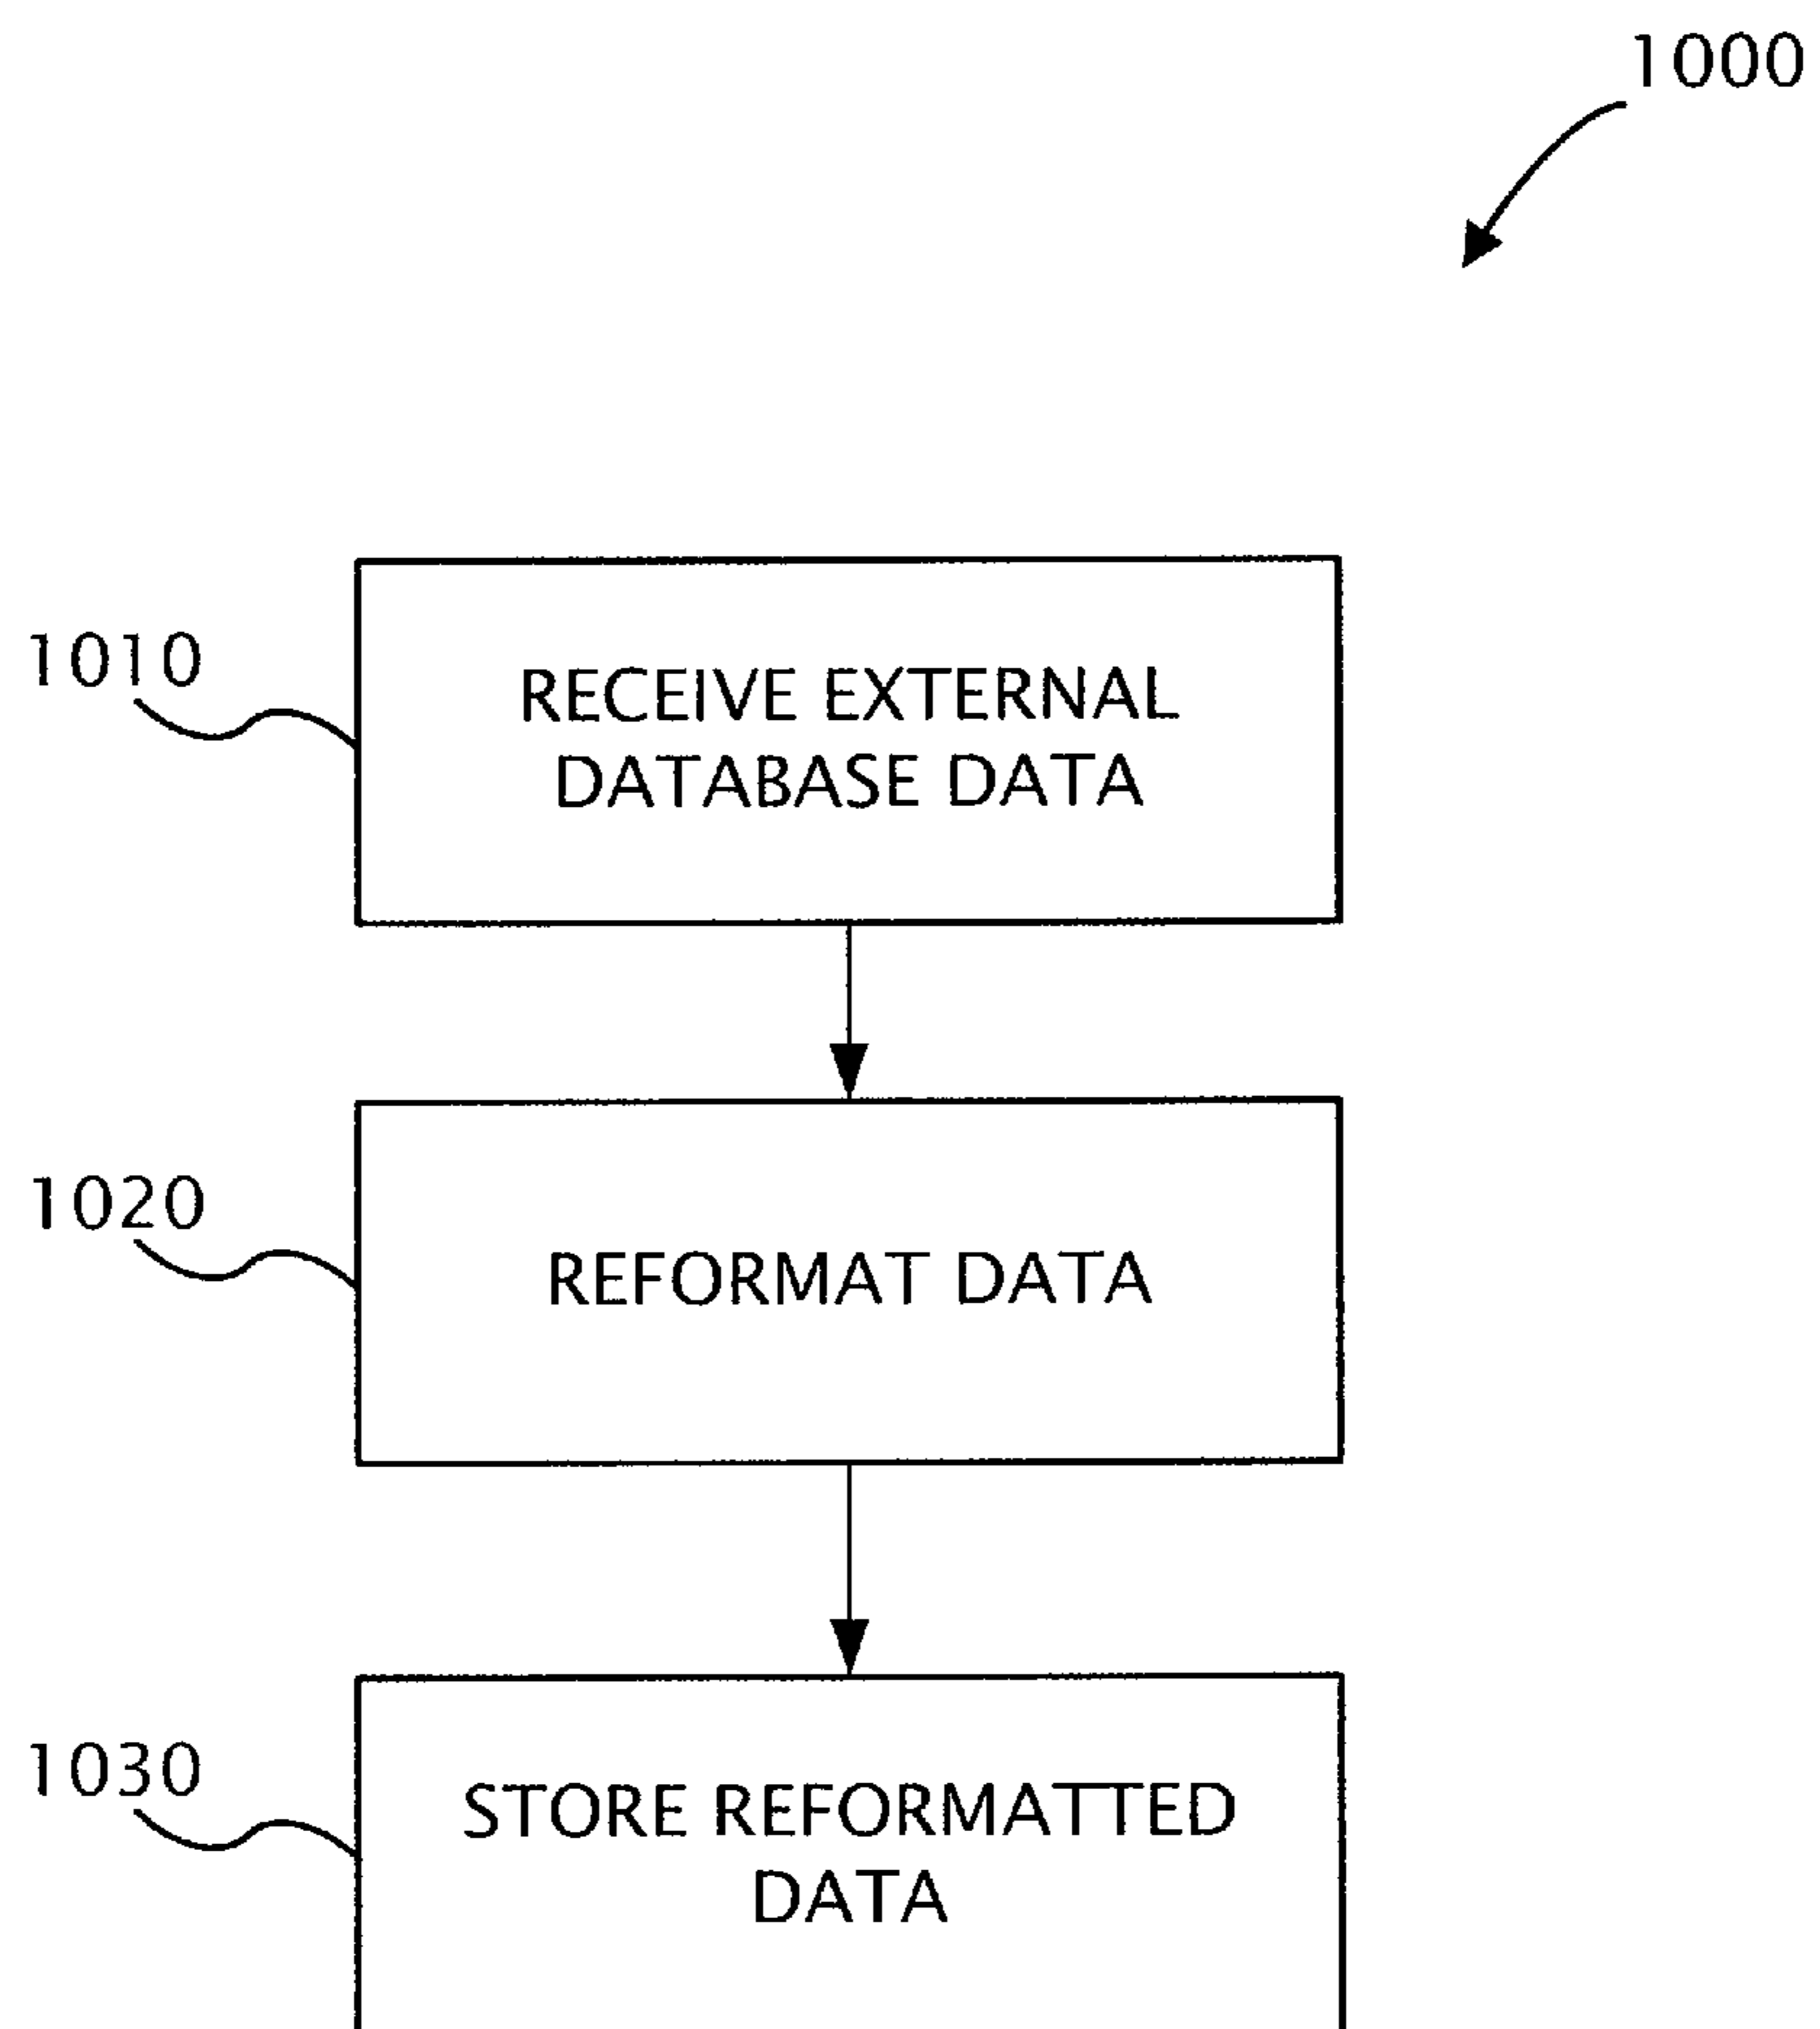 1000
1010
RECEIVE EXTERNAL
DATABASE DATA
1020
REFORMAT DATA
1030
STORE REFORMATTED
DATA